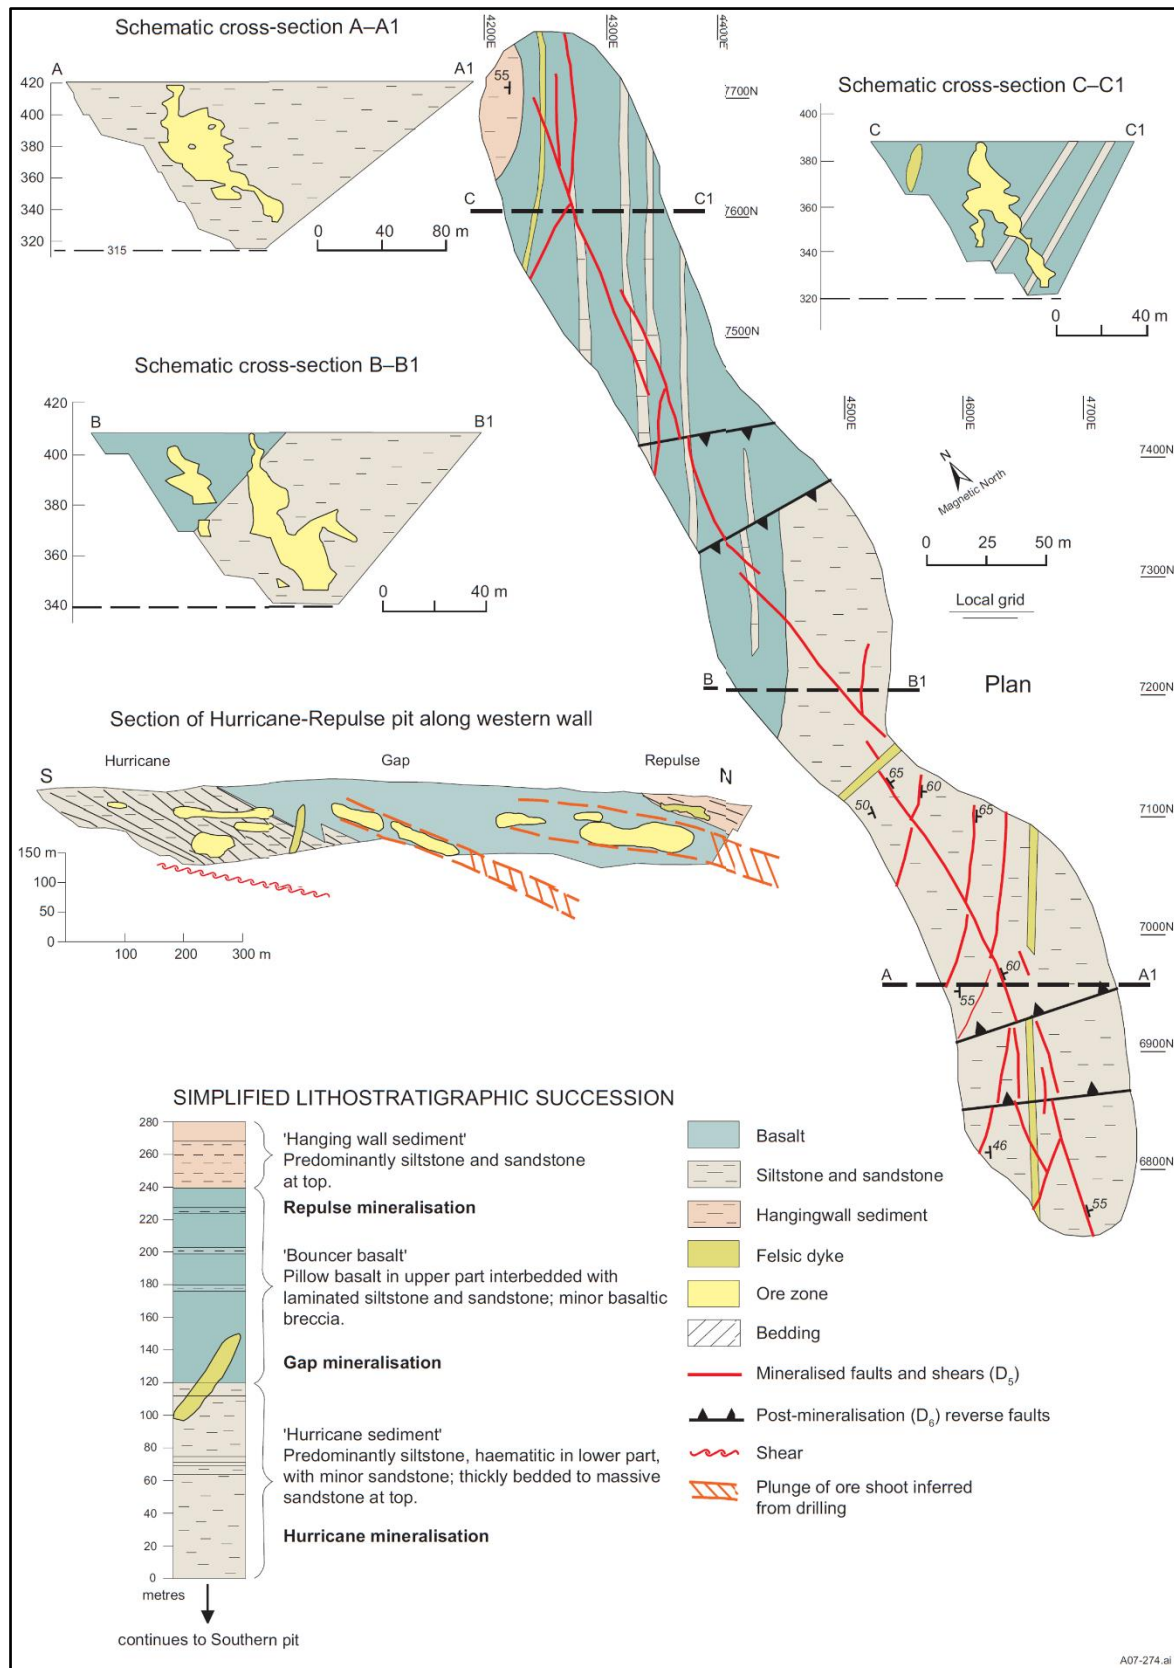 Schematic cross-section A–A1
A
A1
420
400
380
360
340
320
315
0
40
80 m
Schematic cross-section B–B1
420
B
B1
400
380
360
340
0
40 m
4200E
4300E
4400E
55
7700N
C
C1
7600N
7500N
Schematic cross-section C–C1
400
C
C1
380
360
340
320
0
40 m
4500E
4600E
4700E
7400N
N
Magnetic North
0
25
50 m
7300N
Local grid
Plan
B
B1
7200N
65
60
50
65
7100N
7000N
60
A
A1
55
6900N
46
6800N
55
Section of Hurricane-Repulse pit along western wall
S
Hurricane
Gap
Repulse
N
150 m
100
50
0
100
200
300 m
SIMPLIFIED LITHOSTRATIGRAPHIC SUCCESSION
280
260
240
220
200
180
160
140
120
100
80
60
40
20
0
metres
continues to Southern pit
'Hanging wall sediment'
Predominantly siltstone and sandstone
at top.
Repulse mineralisation
'Bouncer basalt'
Pillow basalt in upper part interbedded with
laminated siltstone and sandstone; minor basaltic
breccia.
Gap mineralisation
'Hurricane sediment'
Predominantly siltstone, haematitic in lower part,
with minor sandstone; thickly bedded to massive
sandstone at top.
Hurricane mineralisation
Basalt
Siltstone and sandstone
Hangingwall sediment
Felsic dyke
Ore zone
Bedding
Mineralised faults and shears (D5)
Post-mineralisation (D6) reverse faults
Shear
Plunge of ore shoot inferred
from drilling
A07-274.ai